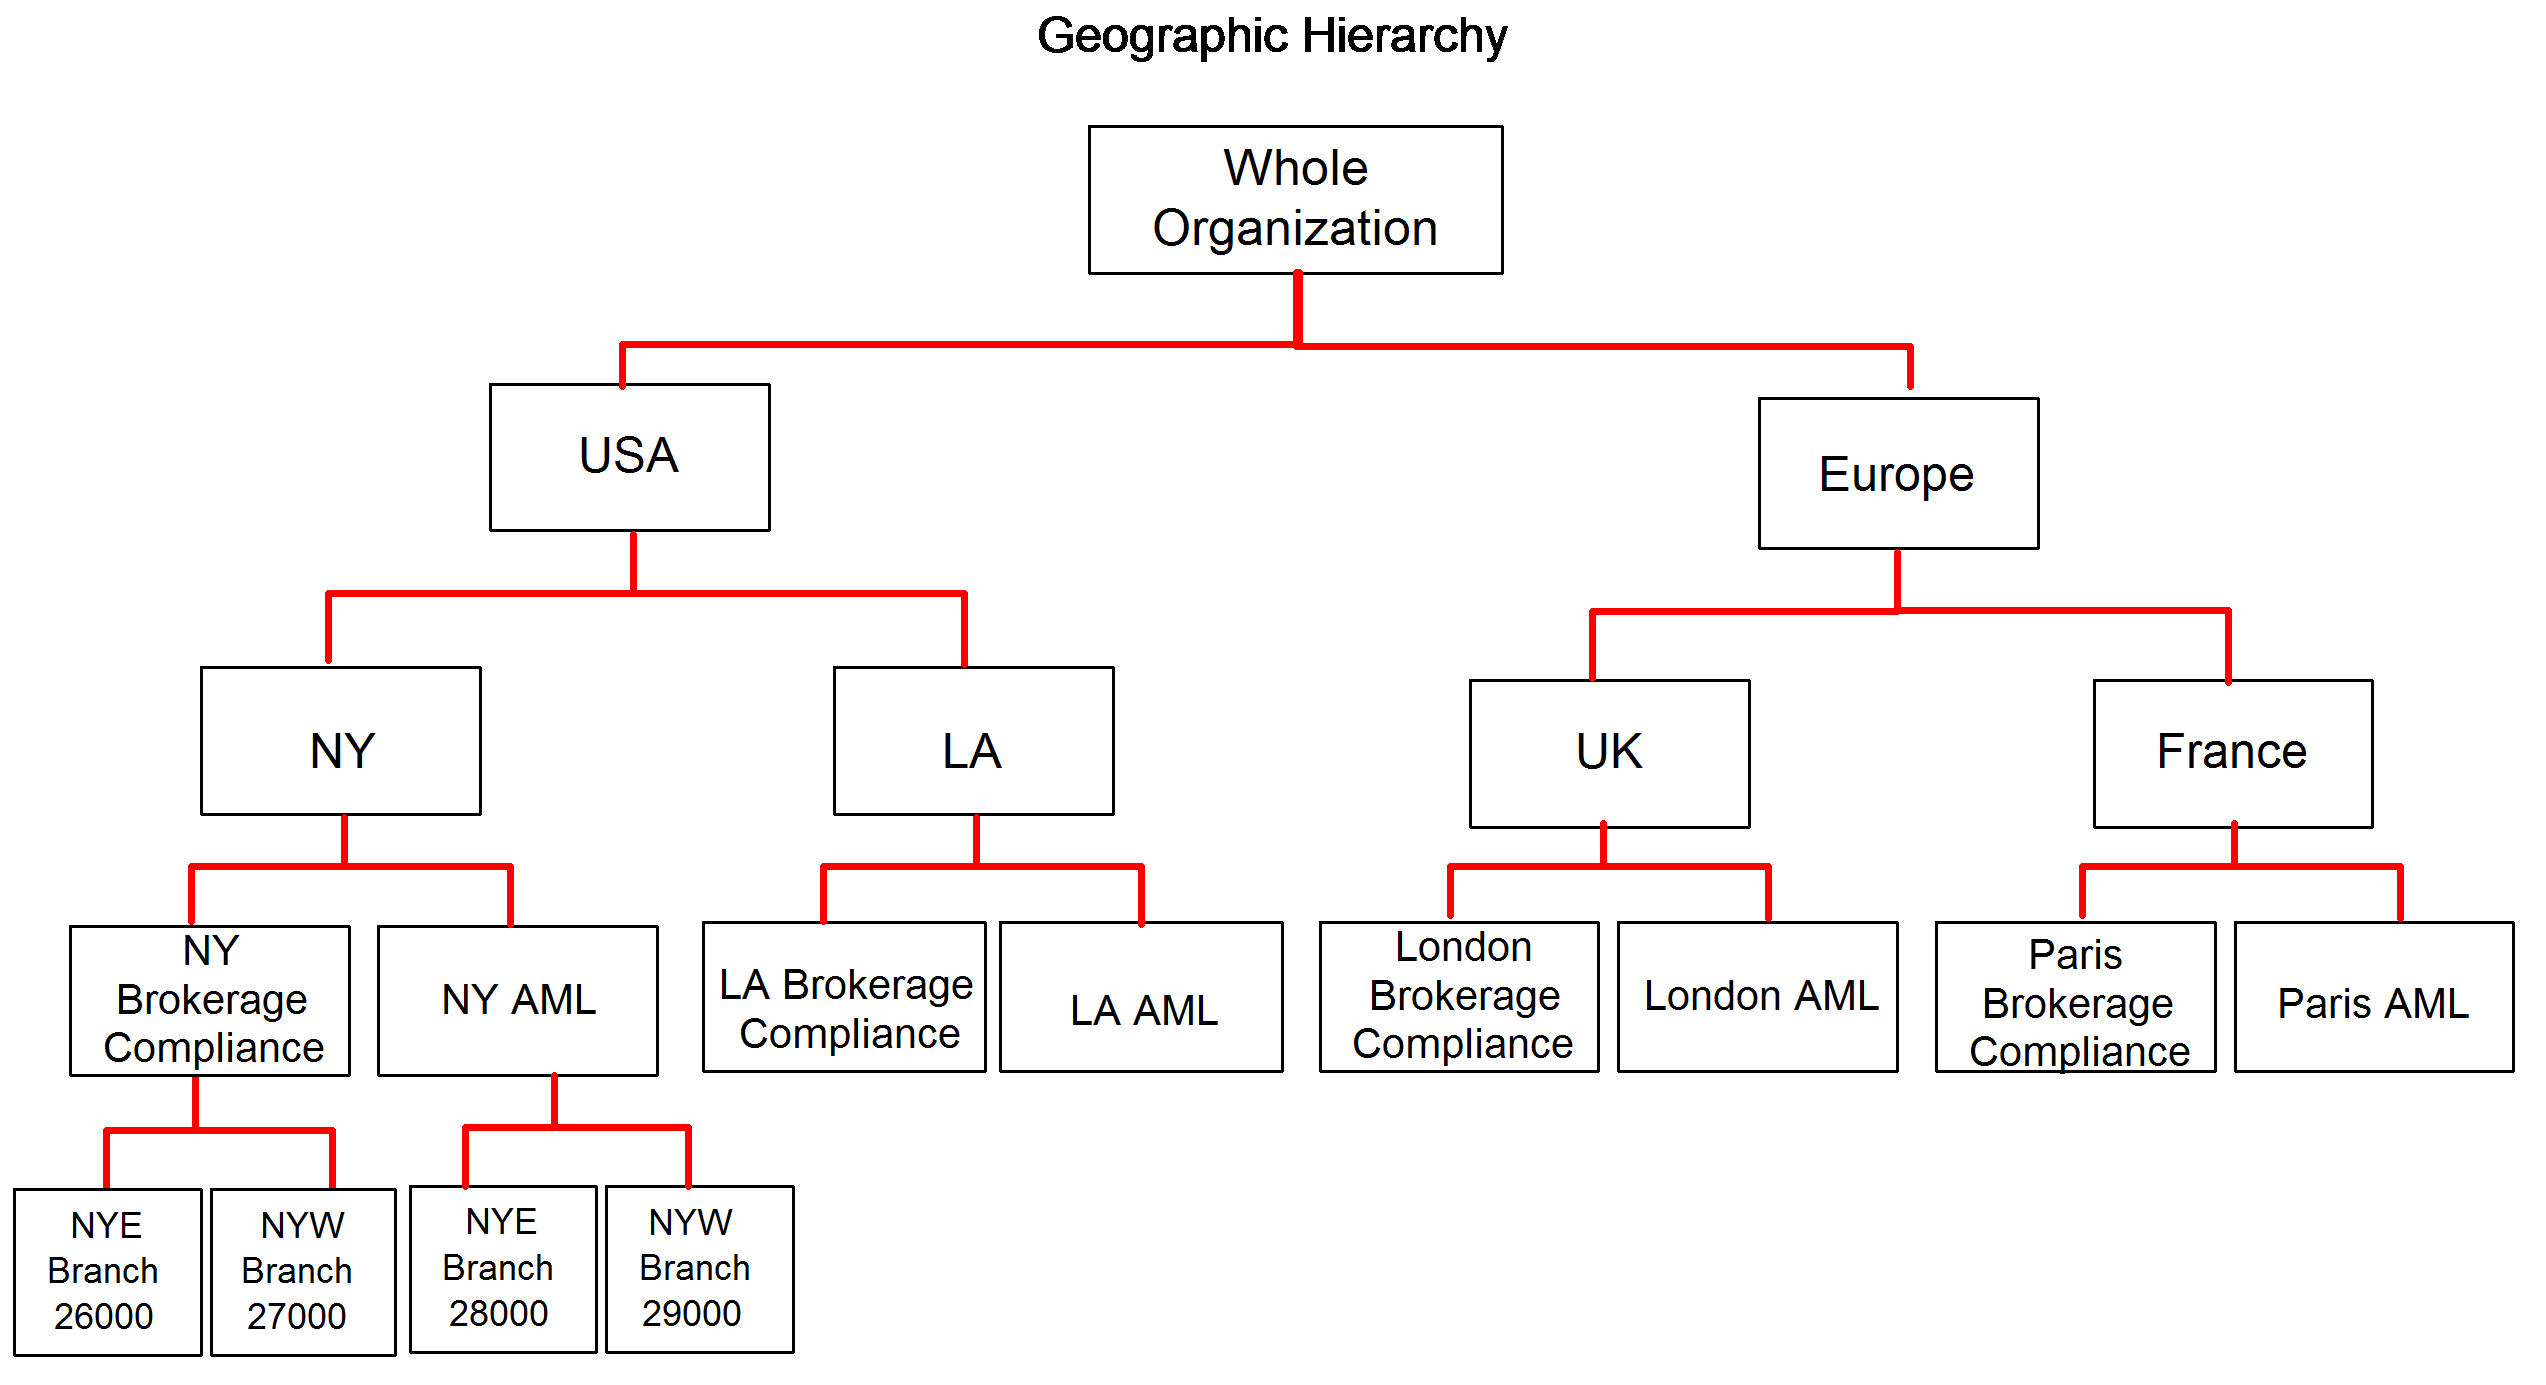 Geographic Hierarchy
Whole
Organization
USA
Europe
NY
LA
UK
France
NY
Brokerage
Compliance
NY AML
LA Brokerage
Compliance
LA AML
London
Brokerage
Compliance
London AML
Paris
Brokerage
Compliance
Paris AML
NYE
Branch
26000
NYW
Branch
27000
NYE
Branch
28000
NYW
Branch
29000